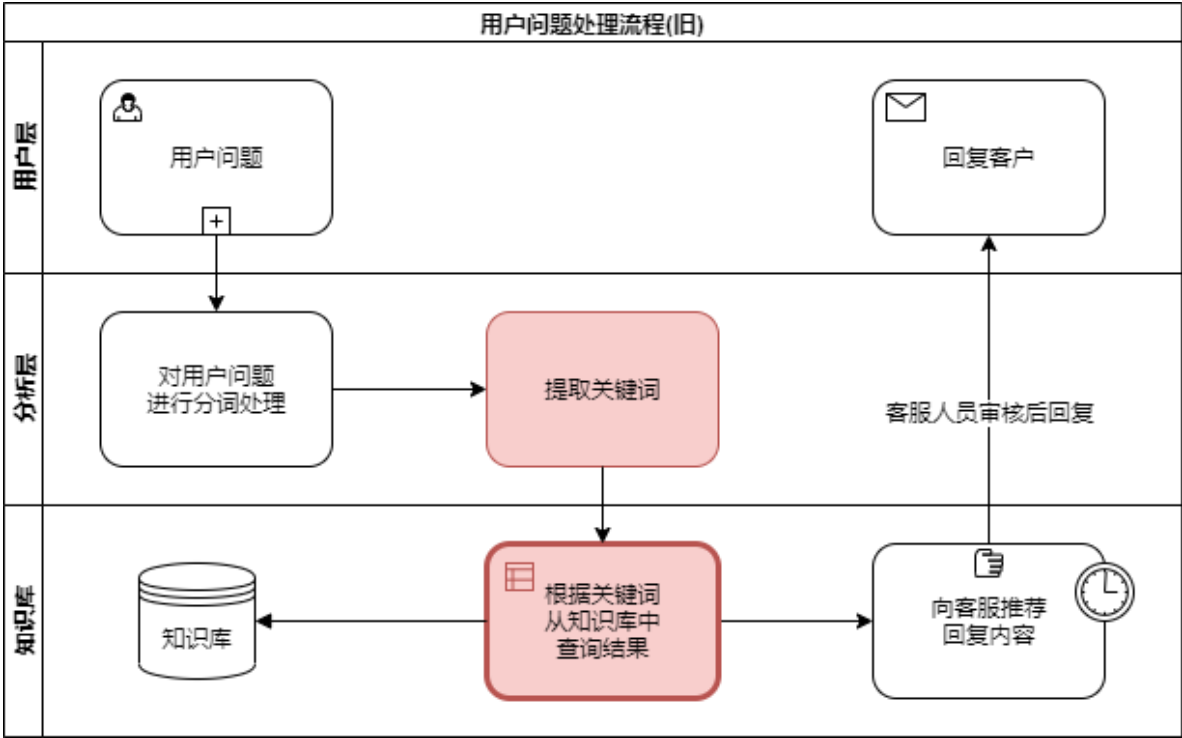 用户问题处理流程(旧)
用户层
用户问题
回复客户
分析层
对用户问题
进行分词处理
提取关键词
客服人员审核后回复
知识库
知识库
根据关键词
从知识库中
查询结果
向客服推荐
回复内容